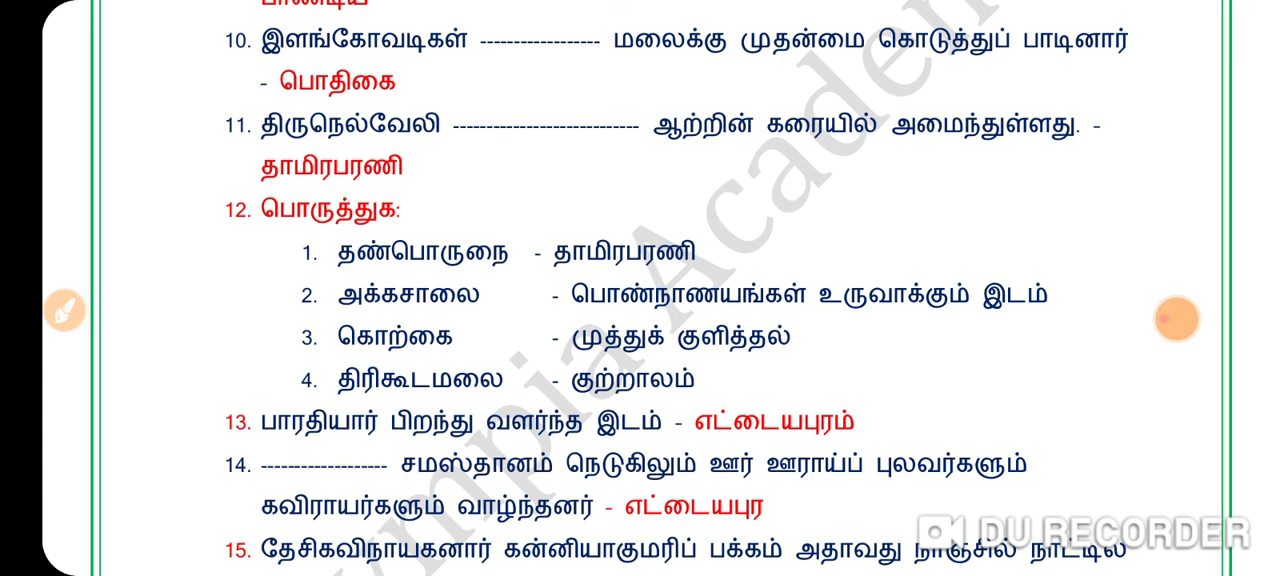 பாண்டிய
10. இளங்கோவடிகள் ------------------ மலைக்கு முதன்மை கொடுத்துப் பாடினார்
- பொதிகை
11. திருநெல்வேலி ---------------------------- ஆற்றின் கரையில் அமைந்துள்ளது. -
தாமிரபரணி
12. பொருத்துக:
1. தண்பொருநை - தாமிரபரணி
2. அக்கசாலை - பொண்நாணயங்கள் உருவாக்கும் இடம்
3. கொற்கை - முத்துக் குளித்தல்
4. திரிகூடமலை - குற்றாலம்
13. பாரதியார் பிறந்து வளர்ந்த இடம் - எட்டையபுரம்
14. ------------------- சமஸ்தானம் நெடுகிலும் ஊர் ஊராய்ப் புலவர்களும்
கவிராயர்களும் வாழ்ந்தனர் - எட்டையபுர
15. தேசிகவிநாயகனார் கன்னியாகுமரிப் பக்கம் அதாவது நாஞ்சில் நாட்டில்
ympia Academ
DU RECORDER